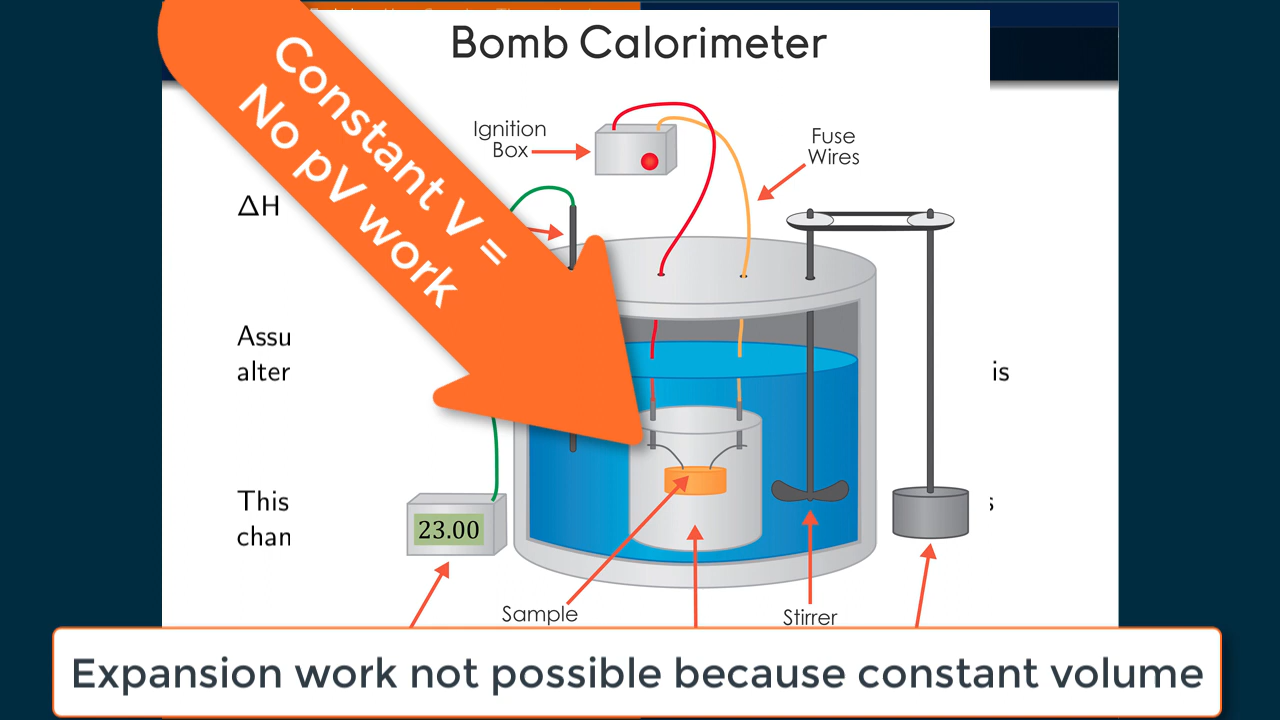 Bomb Calorimeter
Constant V =
No pV work
Ignition
Box
Fuse
Wires
ΔH
Assu
alter
is
This
chan
23.00
Sample
Stirrer
Expansion work not possible because constant volume